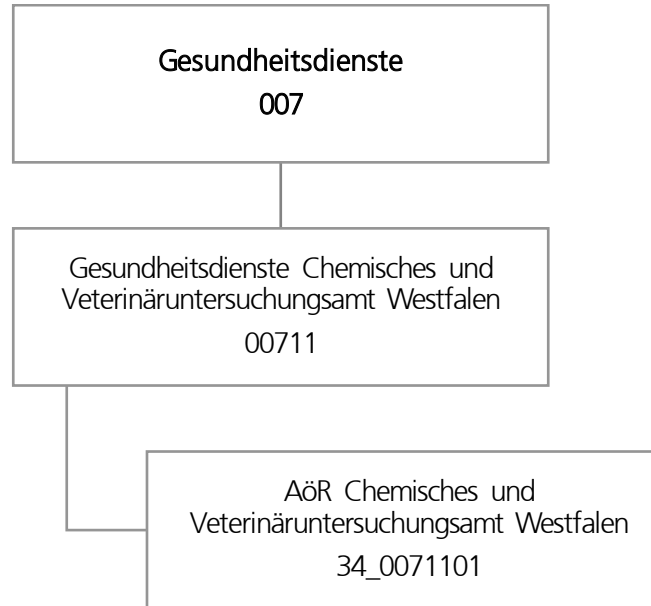 Gesundheitsdienste
007
Gesundheitsdienste Chemisches und
Veterinäruntersuchungsamt Westfalen
00711
AöR Chemisches und
Veterinäruntersuchungsamt Westfalen
34_0071101